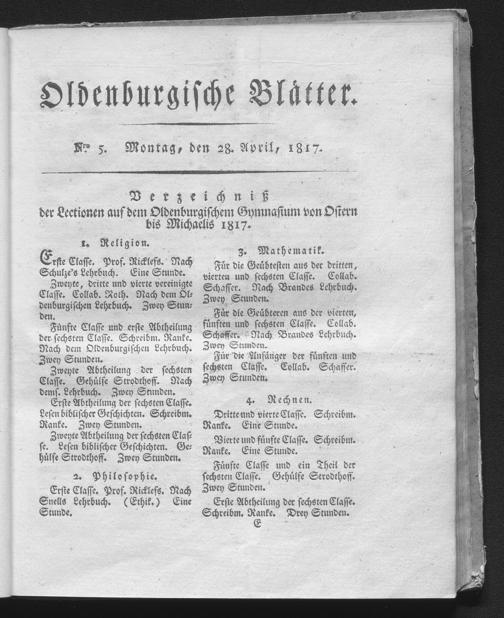 Oldenburgische Blätter.
Nro 5. Montag, den 28. April, 1817.
Verzeichniß
der Lectionen auf dem Oldenburgischem Gymnasium von Ostern
bis Michaelis 1817.
1. Religion.
Erste Classe. Prof. Ricklefs. Nach
Schulze's Lehrbuch. Eine Stunde.
Zweyte, dritte und vierte vereinigte
Classe. Collab. Roth. Nach dem Ol-
denburgischen Lehrbuch. Zwey Stun-
den.
Fünfte Classe und erste Abtheilung
der sechsten Classe. Schreibm. Ranke.
Nach dem Oldenburgischen Lehrbuch.
Zwey Stunden.
Zweyte Abtheilung der sechsten
Classe. Gehülfe Strodthoff. Nach
dems. Lehrbuch. Zwey Stunden.
Erste Abtheilung der sechsten Classe.
Lesen biblischer Geschichten. Schreibm.
Ranke. Zwey Stunden.
Zweyte Abtheilung der sechsten Clas-
se. Lesen biblischer Geschichten. Ge-
hülfe Strodthoff. Zwey Stunden.
2. Philosophie.
Erste Classe. Prof. Ricklefs. Nach
Snells Lehrbuch. (Ethik.) Eine
Stunde.
3. Mathematik.
Für die Geübtesten aus der dritten,
vierten und sechsten Classe. Collab.
Schaffer. Nach Brandes Lehrbuch.
Zwey Stunden.
Für die Geübteren aus der vierten,
fünften und sechsten Classe. Collab.
Schaffer. Nach Brandes Lehrbuch.
Zwey Stunden.
Für die Anfänger der fünften und
sechsten Classe. Collab. Schaffer.
Zwey Stunden.
4. Rechnen.
Dritte und vierte Classe. Schreibm.
Ranke. Eine Stunde.
Vierte und fünfte Classe. Schreibm.
Ranke. Eine Stunde.
Fünfte Classe und ein Theil der
sechsten Classe. Gehülfe Strodthoff.
Zwey Stunden.
Erste Abtheilung der sechsten Classe.
Schreibm. Ranke. Drey Stunden.
E